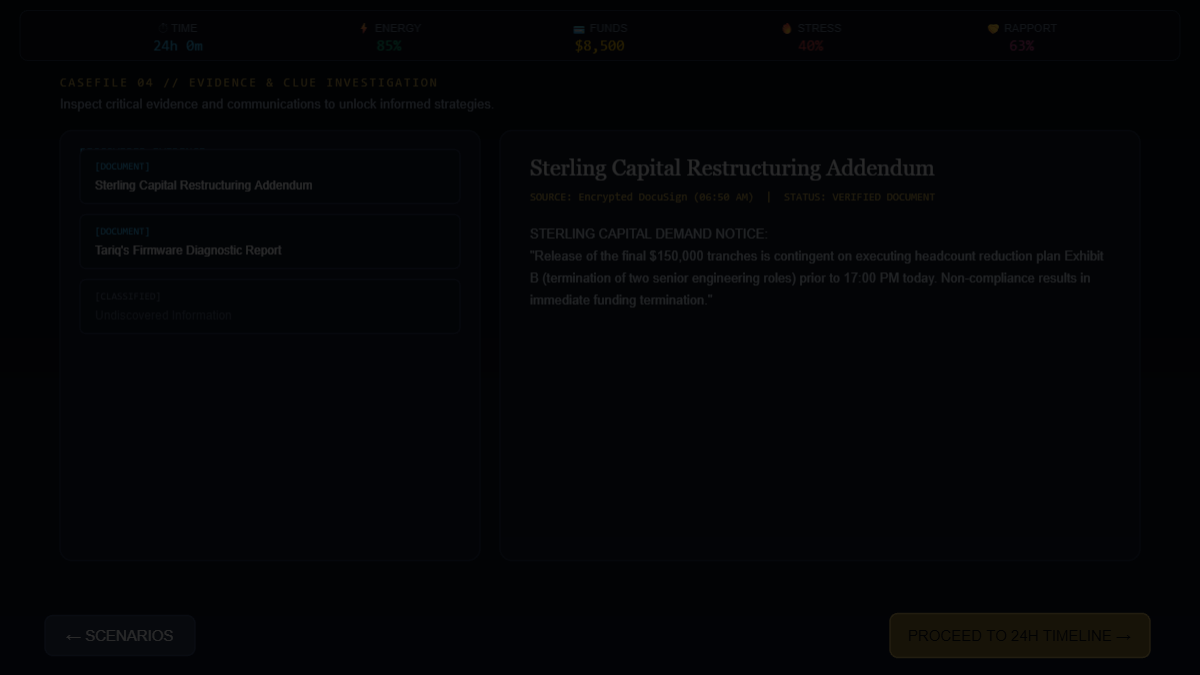 TIME
ENERGY
FUNDS
STRESS
RAPPORT
24h 0m
85%
$8,500
40%
63%
CASEFILE 04 // EVIDENCE & CLUE INVESTIGATION
Inspect critical evidence and communications to unlock informed strategies.
[DOCUMENT]
Sterling Capital Restructuring Addendum
[DOCUMENT]
Tariq's Firmware Diagnostic Report
[CLASSIFIED]
Undiscovered Information
Sterling Capital Restructuring Addendum
SOURCE: Encrypted DocuSign (06:50 AM) | STATUS: VERIFIED DOCUMENT
STERLING CAPITAL DEMAND NOTICE:
"Release of the final $150,000 tranches is contingent on executing headcount reduction plan Exhibit
B (termination of two senior engineering roles) prior to 17:00 PM today. Non-compliance results in
immediate funding termination."
← SCENARIOS
PROCEED TO 24H TIMELINE →